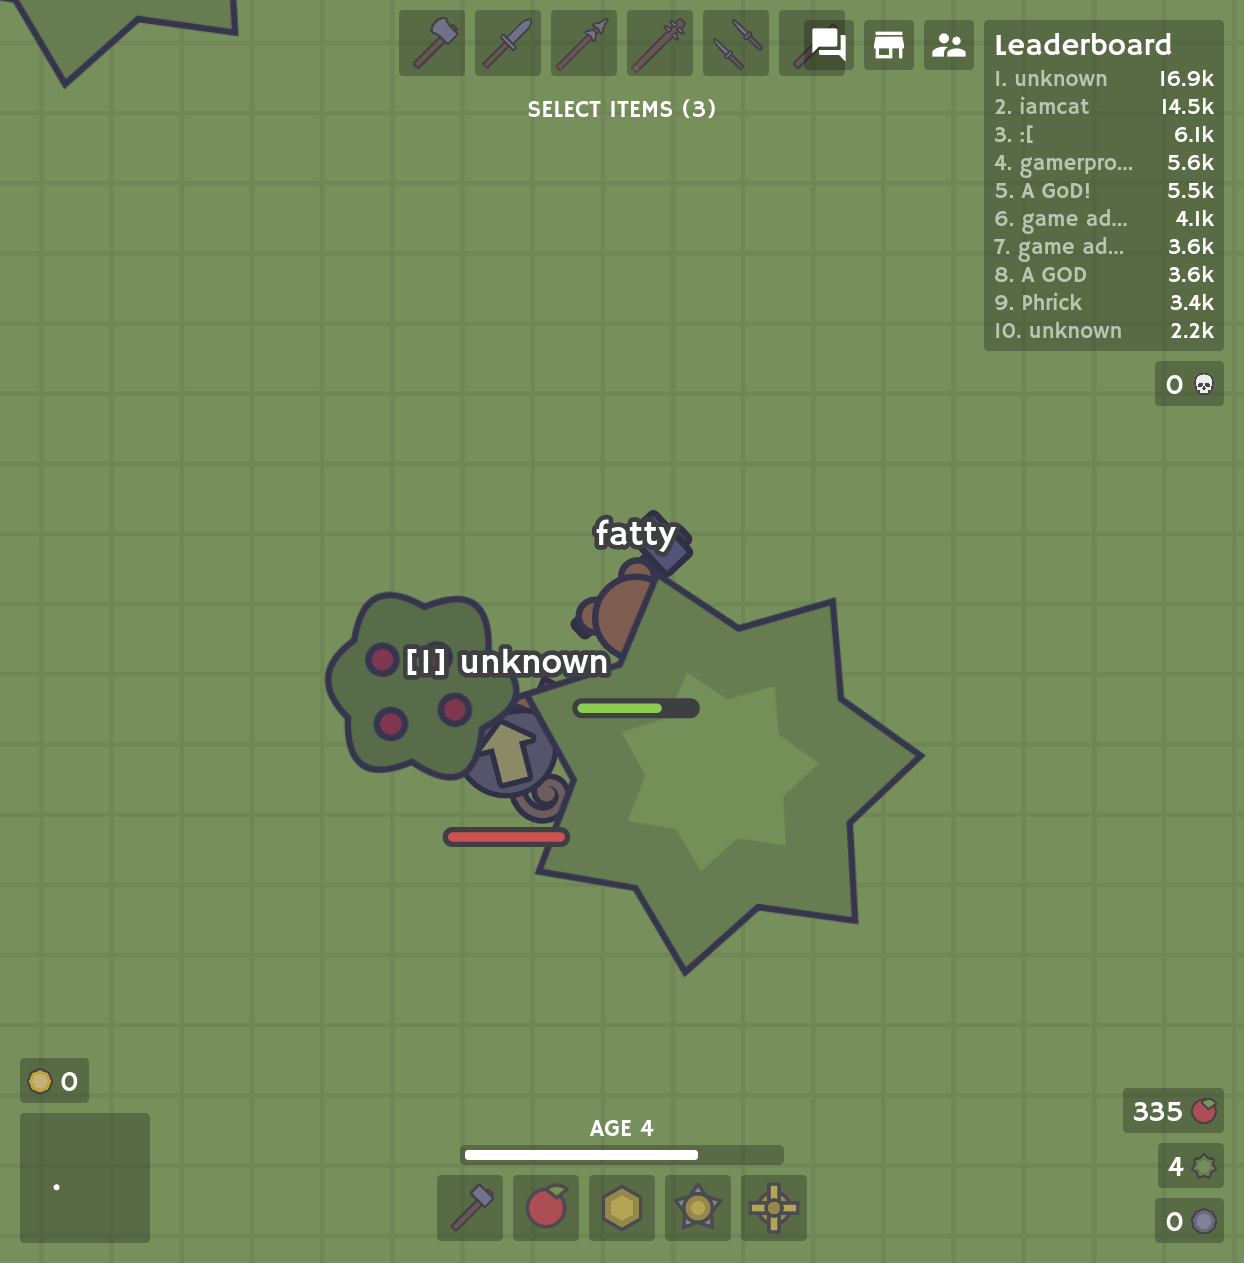 SELECT ITEMS (3)
Leaderboard
1. unknown 16.9k
2. iamcat 14.5k
3. :[ 6.1k
4. gamerpro... 5.6k
5. A GoD! 5.5k
6. game ad... 4.1k
7. game ad... 3.6k
8. A GOD 3.6k
9. Phrick 3.4k
10. unknown 2.2k
0
fatty
[I] unknown
0
AGE 4
335
4
0